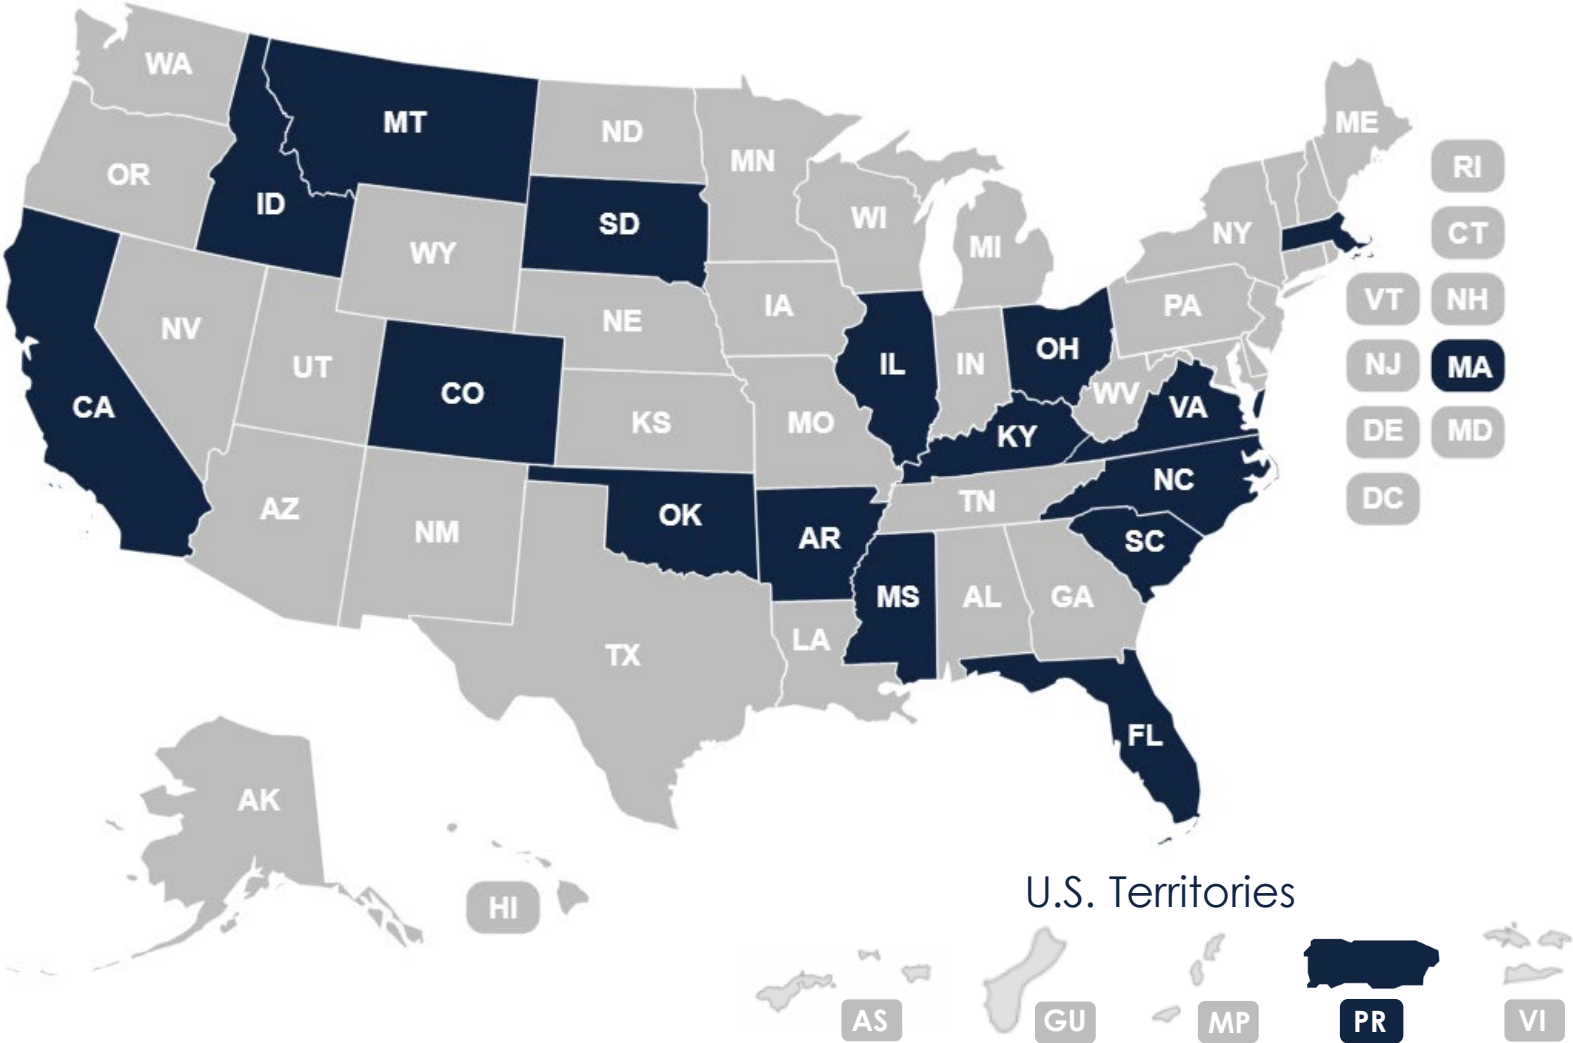 WA
MT
ND
MN
ME
OR
ID
SD
WI
MI
NY
RI
CT
WY
IA
NE
PA
VT
NH
NV
UT
CO
IL
IN
OH
WV
VA
NJ
MA
CA
KS
MO
KY
DE
MD
AZ
NM
OK
AR
TN
NC
SC
DC
MS
AL
GA
TX
LA
FL
AK
HI
U.S. Territories
AS
GU
MP
PR
VI